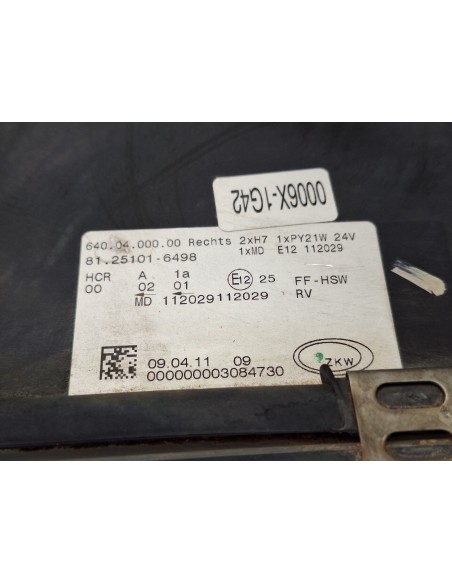 0006X-1G42
640.04.000.00 Rechts 2xH7 1xPY21W 24V
81.25101-6498 1xMD E12 112029
HCR A 1a E12 25 FF-HSW
00 02 01 RV
MD 112029112029
09.04.11 09
000000003084730
ZKW